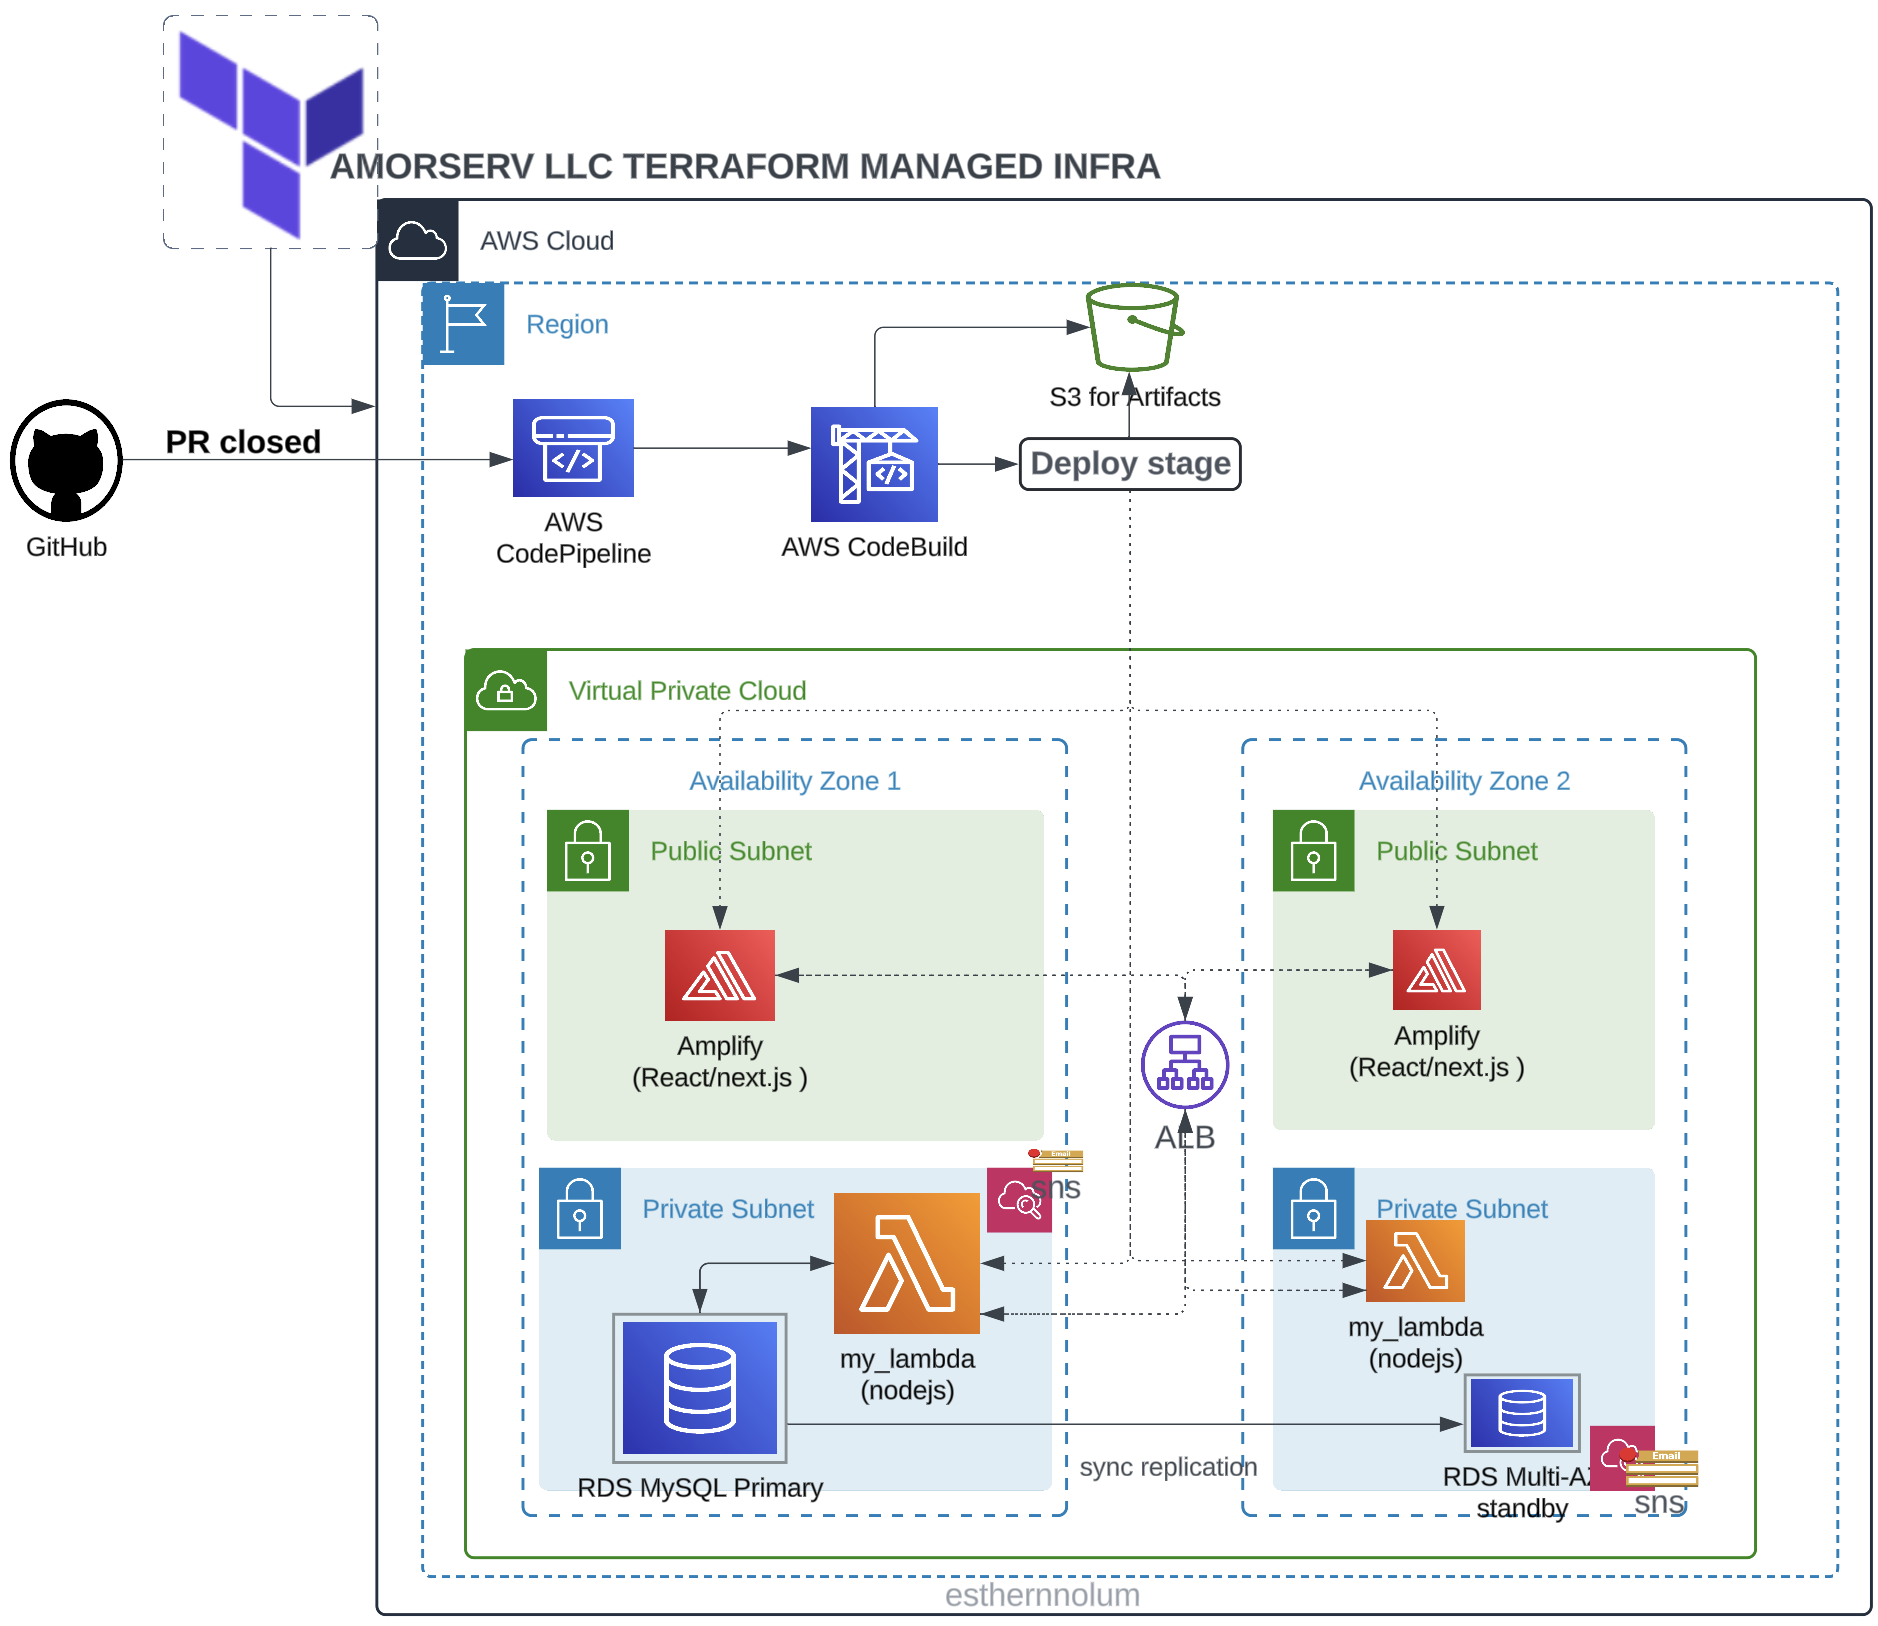 AMORSERV LLC TERRAFORM MANAGED INFRA
AWS Cloud
Region
S3 for Artifacts
PR closed
Deploy stage
GitHub
AWS
CodePipeline
AWS CodeBuild
Virtual Private Cloud
Availability Zone 1
Availability Zone 2
Public Subnet
Public Subnet
Amplify
(React/next.js )
Amplify
(React/next.js )
ALB
Email
sns
Private Subnet
Private Subnet
my_lambda
(nodejs)
my_lambda
(nodejs)
RDS MySQL Primary
sync replication
RDS Multi-AZ
standby
Email
sns
esthernnolum